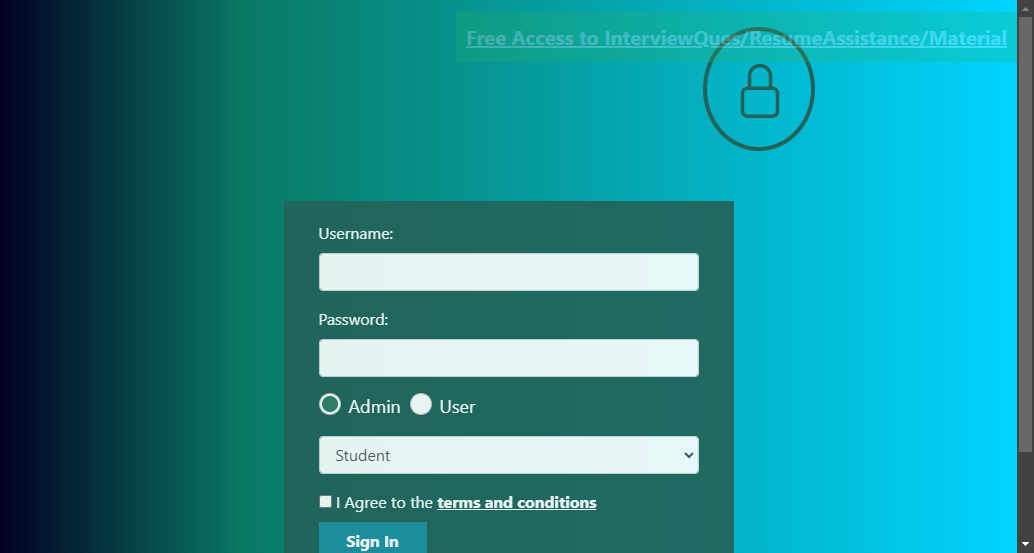 Free Access to InterviewQues/ResumeAssistance/Material
Username:
Password:
Admin User
Student
I Agree to the terms and conditions
Sign In